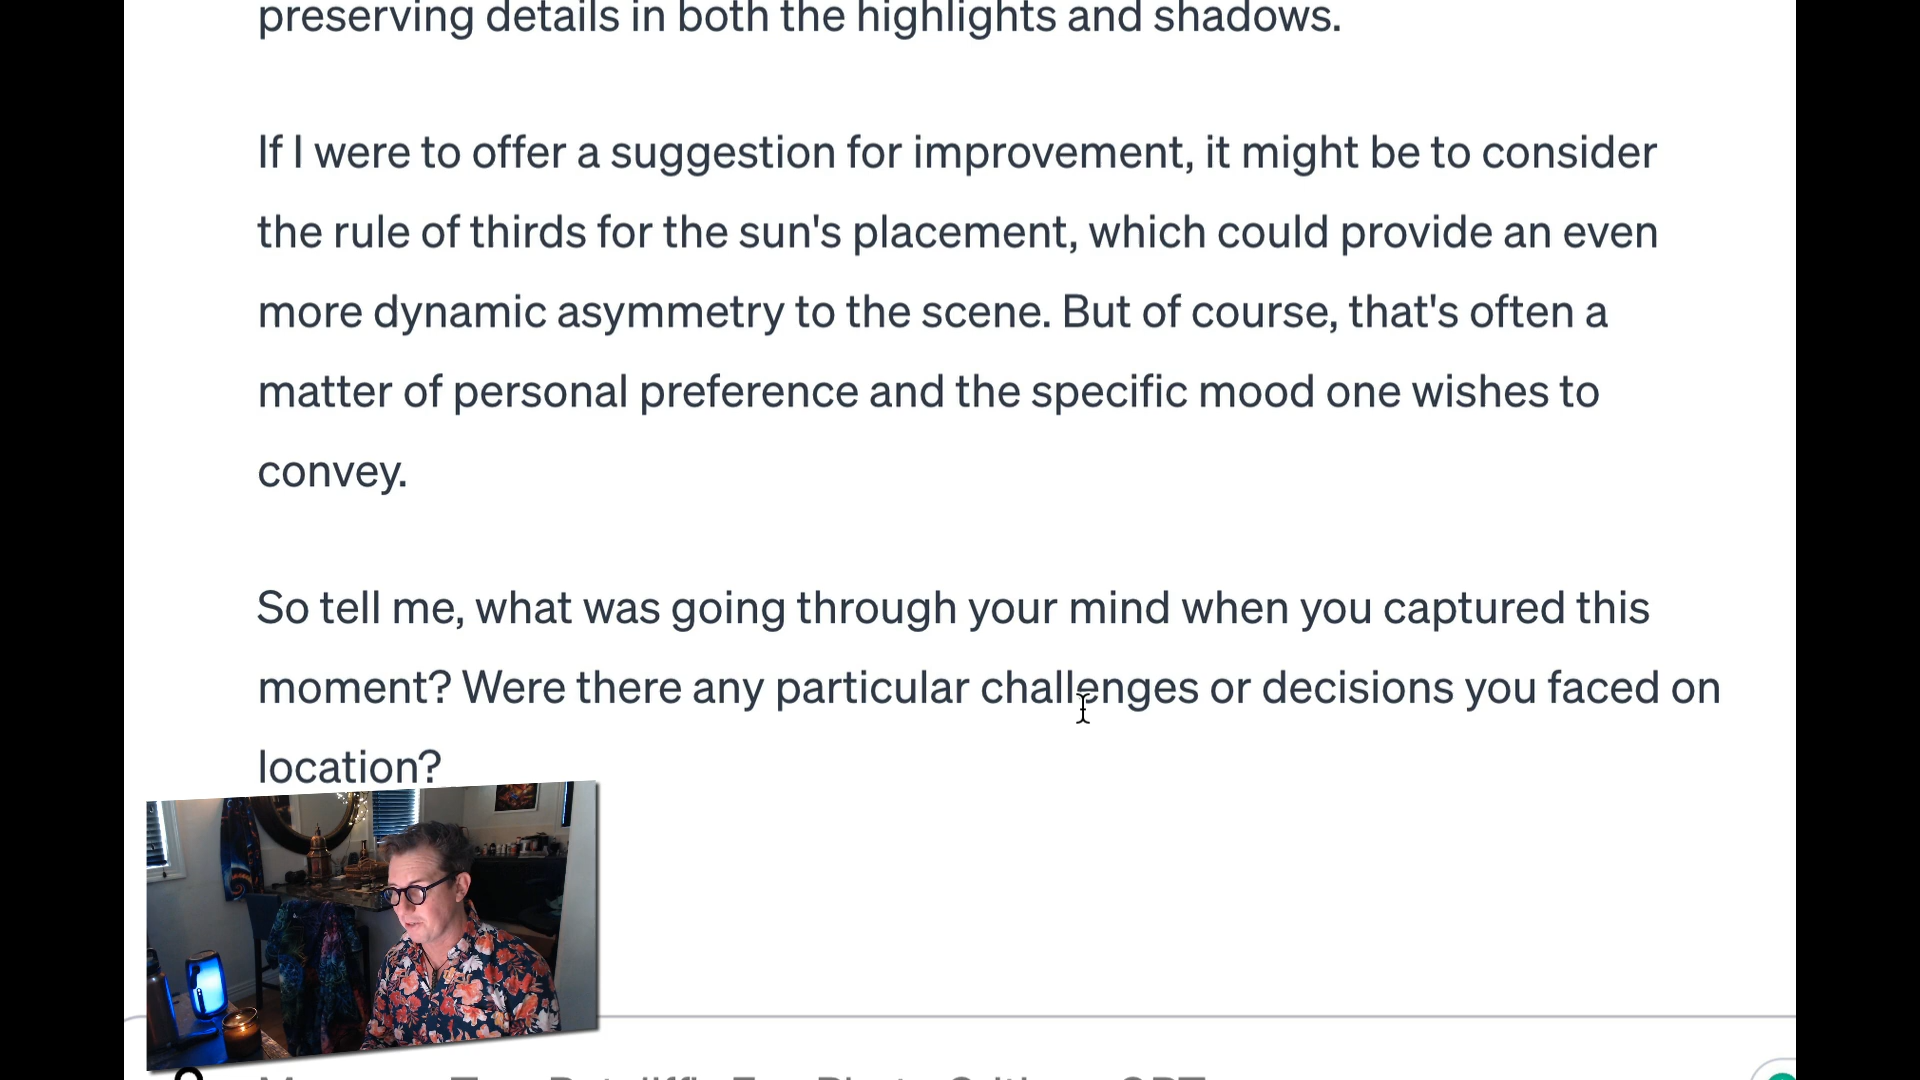 preserving details in both the highlights and shadows.
If I were to offer a suggestion for improvement, it might be to consider
the rule of thirds for the sun's placement, which could provide an even
more dynamic asymmetry to the scene. But of course, that's often a
matter of personal preference and the specific mood one wishes to
convey.
So tell me, what was going through your mind when you captured this
moment? Were there any particular challenges or decisions you faced on
location?